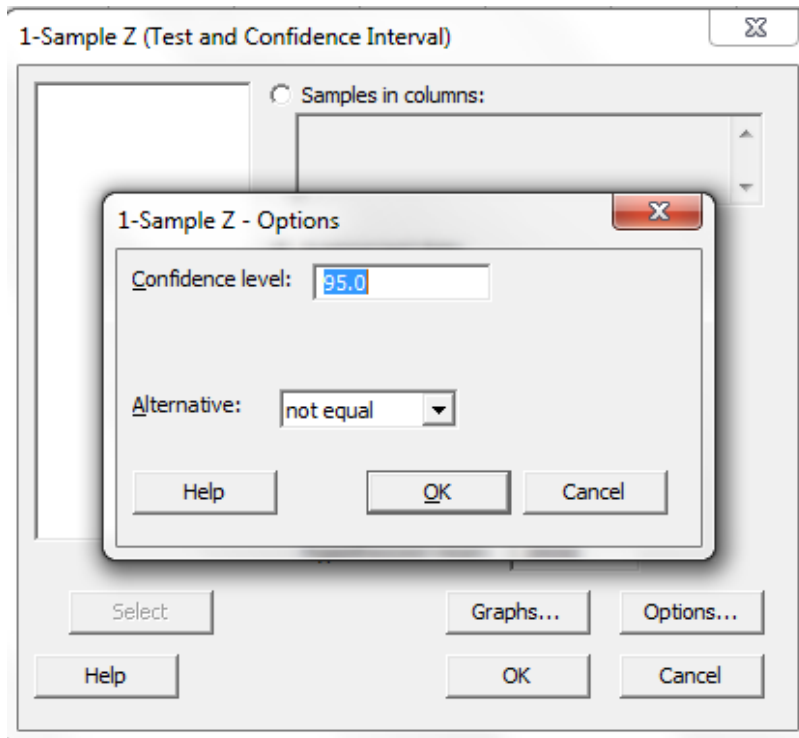 1-Sample Z (Test and Confidence Interval)
Samples in columns:
1-Sample Z - Options
Confidence level: 95.0
Alternative: not equal
Help OK Cancel
Select Graphs... Options...
Help OK Cancel